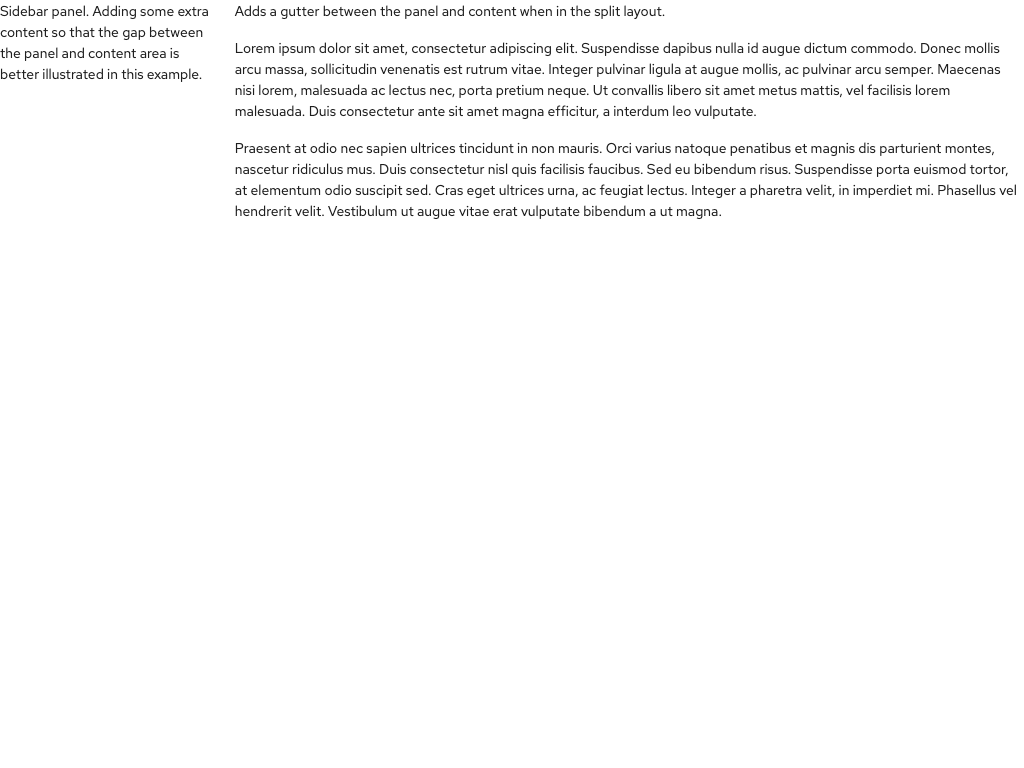 Sidebar panel. Adding some extra
content so that the gap between
the panel and content area is
better illustrated in this example.
Adds a gutter between the panel and content when in the split layout.
Lorem ipsum dolor sit amet, consectetur adipiscing elit. Suspendisse dapibus nulla id augue dictum commodo. Donec mollis
arcu massa, sollicitudin venenatis est rutrum vitae. Integer pulvinar ligula at augue mollis, ac pulvinar arcu semper. Maecenas
nisi lorem, malesuada ac lectus nec, porta pretium neque. Ut convallis libero sit amet metus mattis, vel facilisis lorem
malesuada. Duis consectetur ante sit amet magna efficitur, a interdum leo vulputate.
Praesent at odio nec sapien ultrices tincidunt in non mauris. Orci varius natoque penatibus et magnis dis parturient montes,
nascetur ridiculus mus. Duis consectetur nisl quis facilisis faucibus. Sed eu bibendum risus. Suspendisse porta euismod tortor,
at elementum odio suscipit sed. Cras eget ultrices urna, ac feugiat lectus. Integer a pharetra velit, in imperdiet mi. Phasellus vel
hendrerit velit. Vestibulum ut augue vitae erat vulputate bibendum a ut magna.